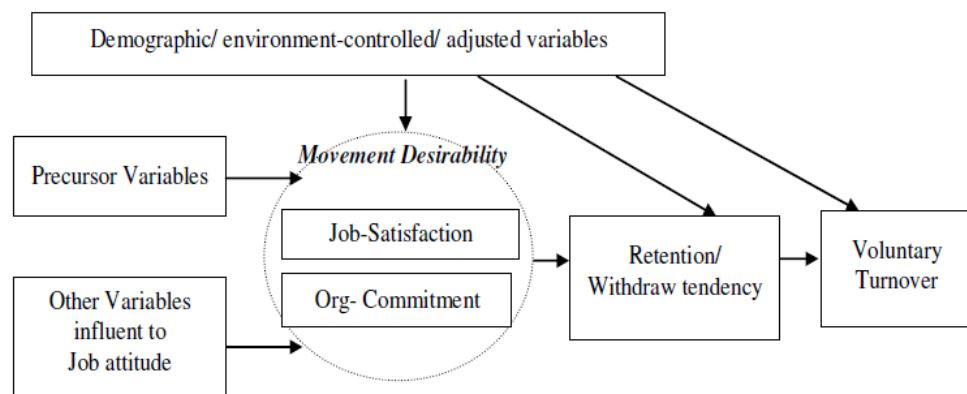 Demographic/ environment-controlled/ adjusted variables
Movement Desirability
Precursor Variables
Job-Satisfaction
Org- Commitment
Other Variables
influent to
Job attitude
Retention/
Withdraw tendency
Voluntary
Turnover